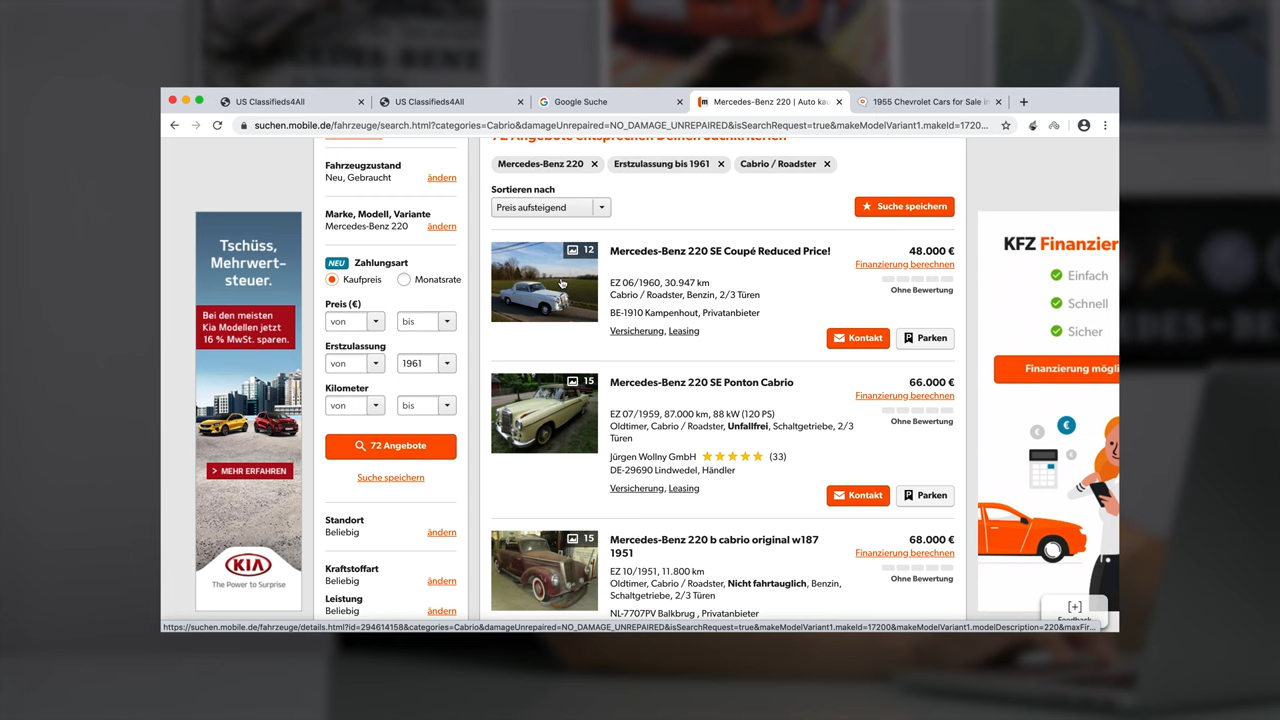 US Classifieds4All
US Classifieds4All
Google Suche
Mercedes-Benz 220 | Auto
1955 Chevrolet Cars for Sale in
suchen.mobile.de/fahrzeuge/search.html?categories=Cabrio&damageUnrepaired=NO_DAMAGE_UNREPAIRED&isSearchRequest=true&makeModelVariant1.makeId=1720...
Tschüss,
Mehrwert-
steuer.
Bei den meisten
Kia Modellen jetzt
16 % MwSt. sparen.
> MEHR ERFAHREN
KIA
The Power to Surprise
Fahrzeugzustand
Neu, Gebraucht ändern
Marke, Modell, Variante
Mercedes-Benz 220 ändern
NEU Zahlungsart
Kaufpreis Monatsrate
Preis (€)
von bis
Erstzulassung
von 1961
Kilometer
von bis
72 Angebote
Suche speichern
Standort
Beliebig ändern
Kraftstoffart
Beliebig ändern
Leistung
Beliebig ändern
72 Angebote entsprechen Deinen Suchkriterien
Mercedes-Benz 220 ✕ Erstzulassung bis 1961 ✕ Cabrio / Roadster ✕
Sortieren nach
Preis aufsteigend
Suche speichern
12
Mercedes-Benz 220 SE Coupé Reduced Price! 48.000 €
Finanzierung berechnen
EZ 06/1960, 30.947 km
Ohne Bewertung
Cabrio / Roadster, Benzin, 2/3 Türen
BE-1910 Kampenhout, Privatanbieter
Versicherung, Leasing
Kontakt Parken
15
Mercedes-Benz 220 SE Ponton Cabrio 66.000 €
Finanzierung berechnen
EZ 07/1959, 87.000 km, 88 kW (120 PS)
Ohne Bewertung
Oldtimer, Cabrio / Roadster, Unfallfrei, Schaltgetriebe, 2/3
Türen
Jürgen Wollny GmbH ★★★★★ (33)
DE-29690 Lindwedel, Händler
Versicherung, Leasing
Kontakt Parken
15
Mercedes-Benz 220 b cabrio original w187 68.000 €
1951
Finanzierung berechnen
EZ 10/1951, 11.800 km
Ohne Bewertung
Oldtimer, Cabrio / Roadster, Nicht fahrtauglich, Benzin,
Schaltgetriebe, 2/3 Türen
NL-7707PV Balkbrug , Privatanbieter
KFZ Finanzier
Einfach
Schnell
Sicher
Finanzierung mögli
[+]
https://suchen.mobile.de/fahrzeuge/details.html?id=294614158&categories=Cabrio&damageUnrepaired=NO_DAMAGE_UNREPAIRED&isSearchRequest=true&makeModelVariant1.makeId=17200&makeModelVariant1.modelDescription=220&maxFir...